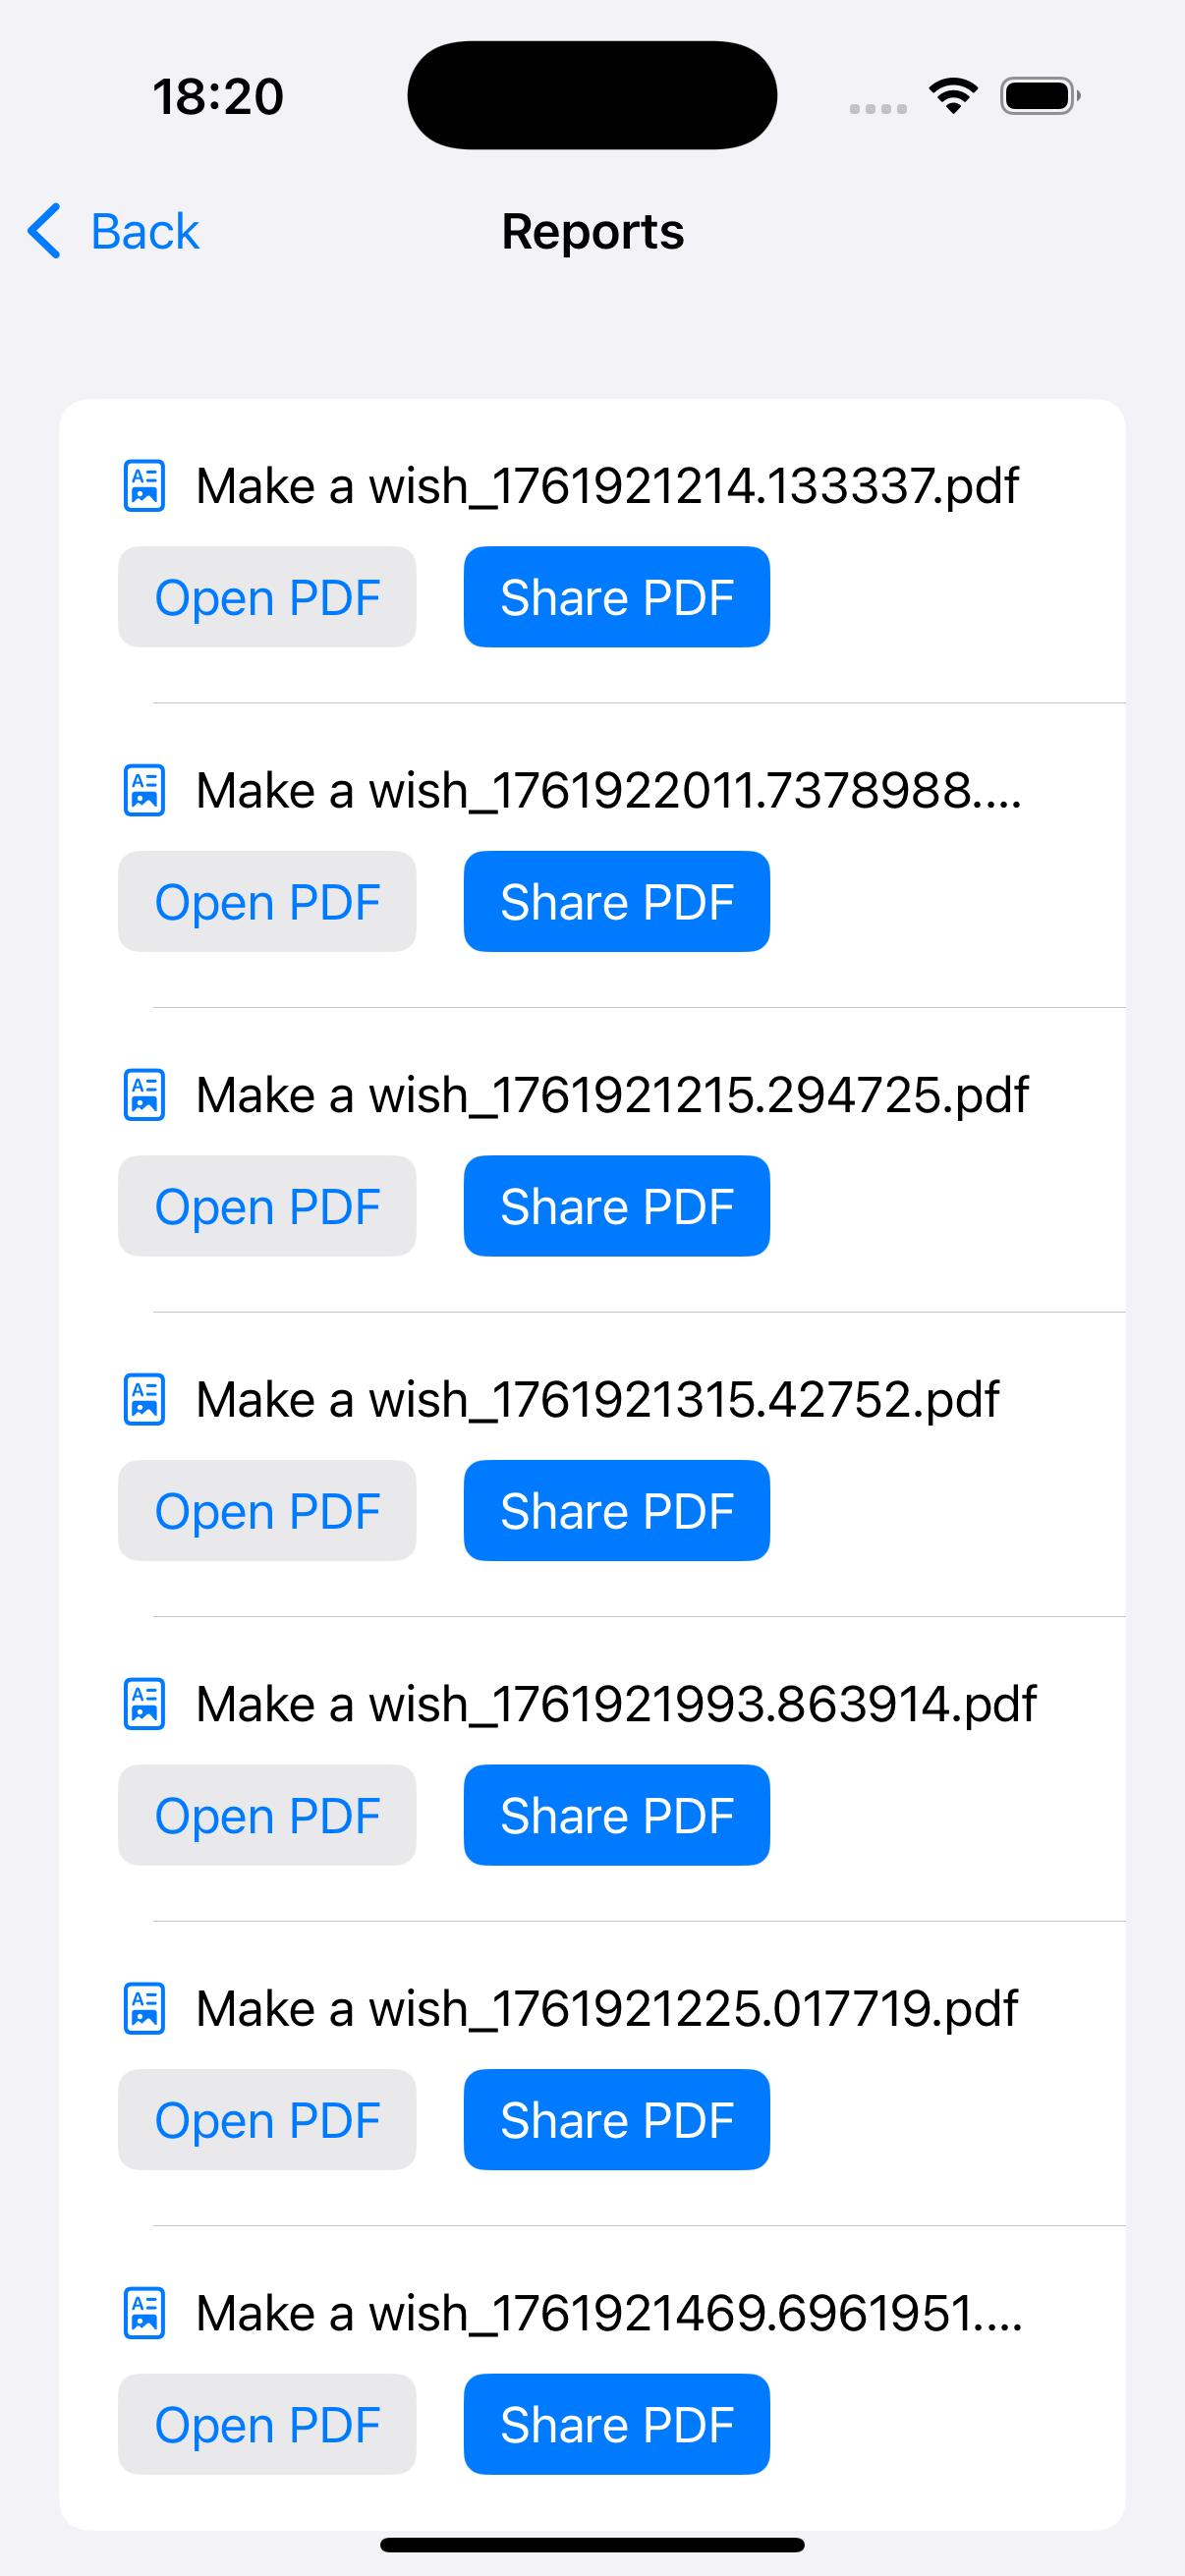 18:20
Back Reports
Make a wish_1761921214.133337.pdf
Open PDF Share PDF
Make a wish_1761922011.7378988....
Open PDF Share PDF
Make a wish_1761921215.294725.pdf
Open PDF Share PDF
Make a wish_1761921315.42752.pdf
Open PDF Share PDF
Make a wish_1761921993.863914.pdf
Open PDF Share PDF
Make a wish_1761921225.017719.pdf
Open PDF Share PDF
Make a wish_1761921469.6961951....
Open PDF Share PDF